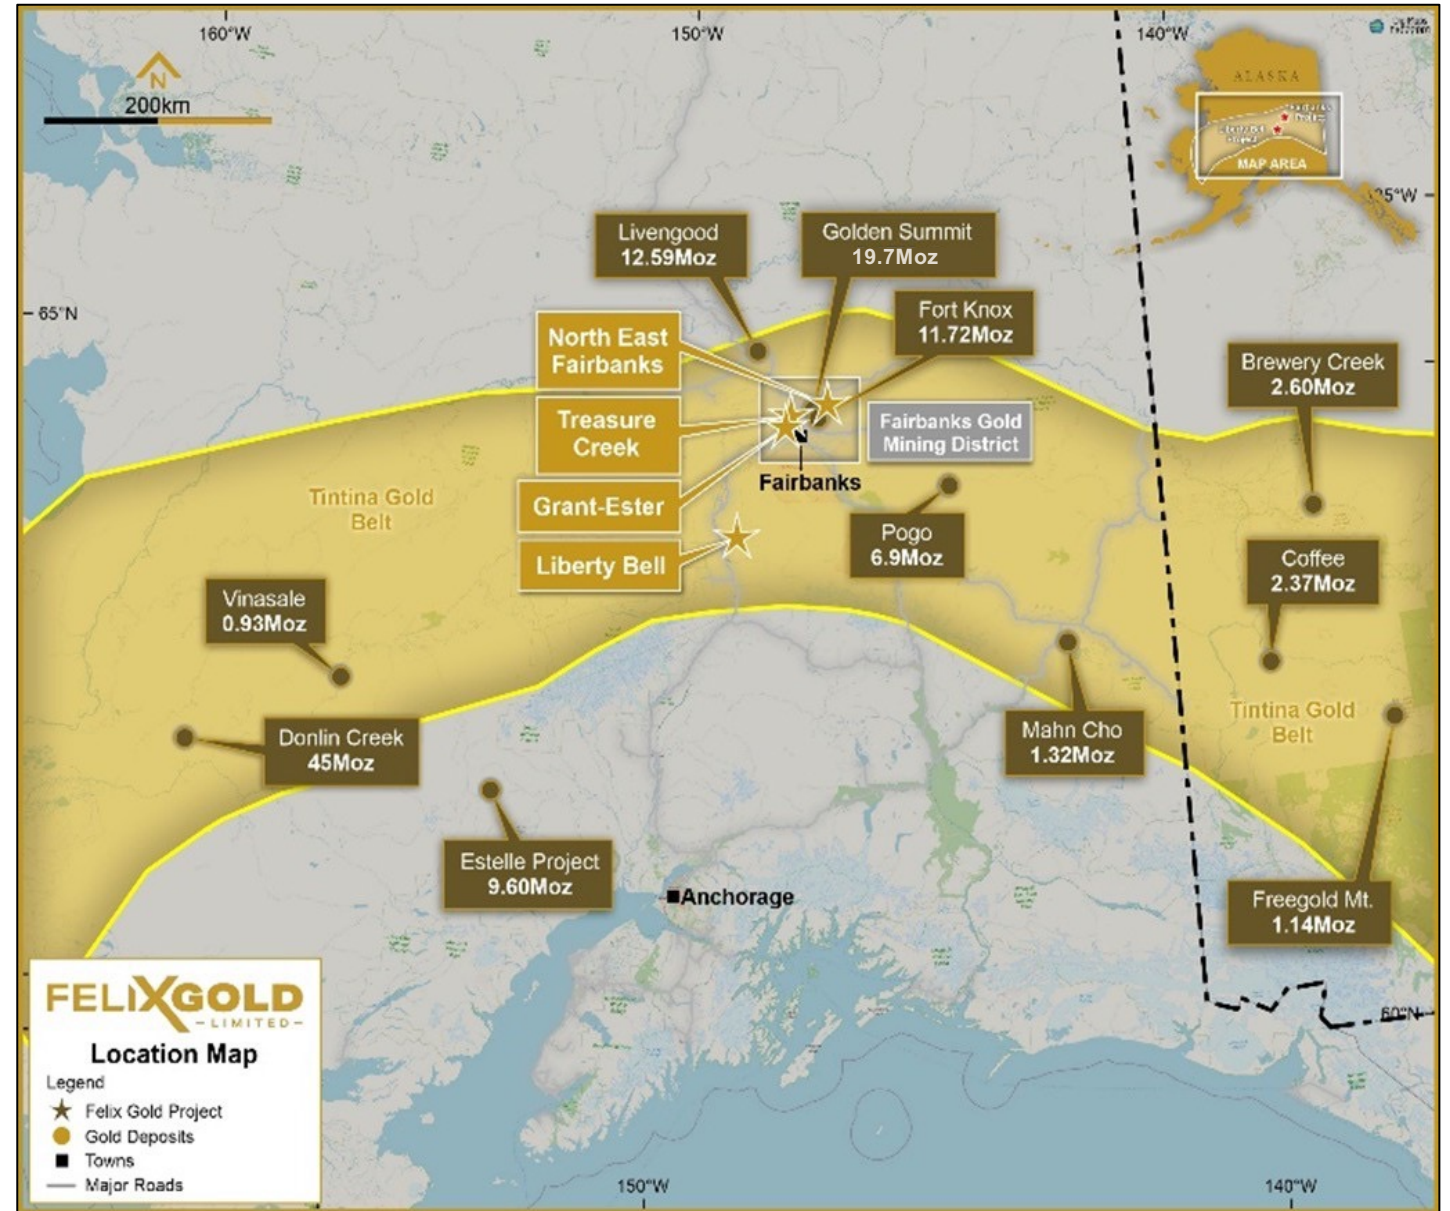 160°W
150°W
140°W
N
200km
ALASKA
MAP AREA
65°N
Livengood
12.59Moz
Golden Summit
19.7Moz
Fort Knox
11.72Moz
North East
Fairbanks
Treasure
Creek
Grant-Ester
Liberty Bell
Fairbanks Gold
Mining District
Fairbanks
Brewery Creek
2.60Moz
Tintina Gold
Belt
Pogo
6.9Moz
Coffee
2.37Moz
Vinasale
0.93Moz
Donlin Creek
45Moz
Mahn Cho
1.32Moz
Tintina Gold
Belt
Estelle Project
9.60Moz
Anchorage
Freegold Mt.
1.14Moz
60°N
FELIXGOLD
-LIMITED-
Location Map
Legend
Felix Gold Project
Gold Deposits
Towns
Major Roads
150°W
140°W